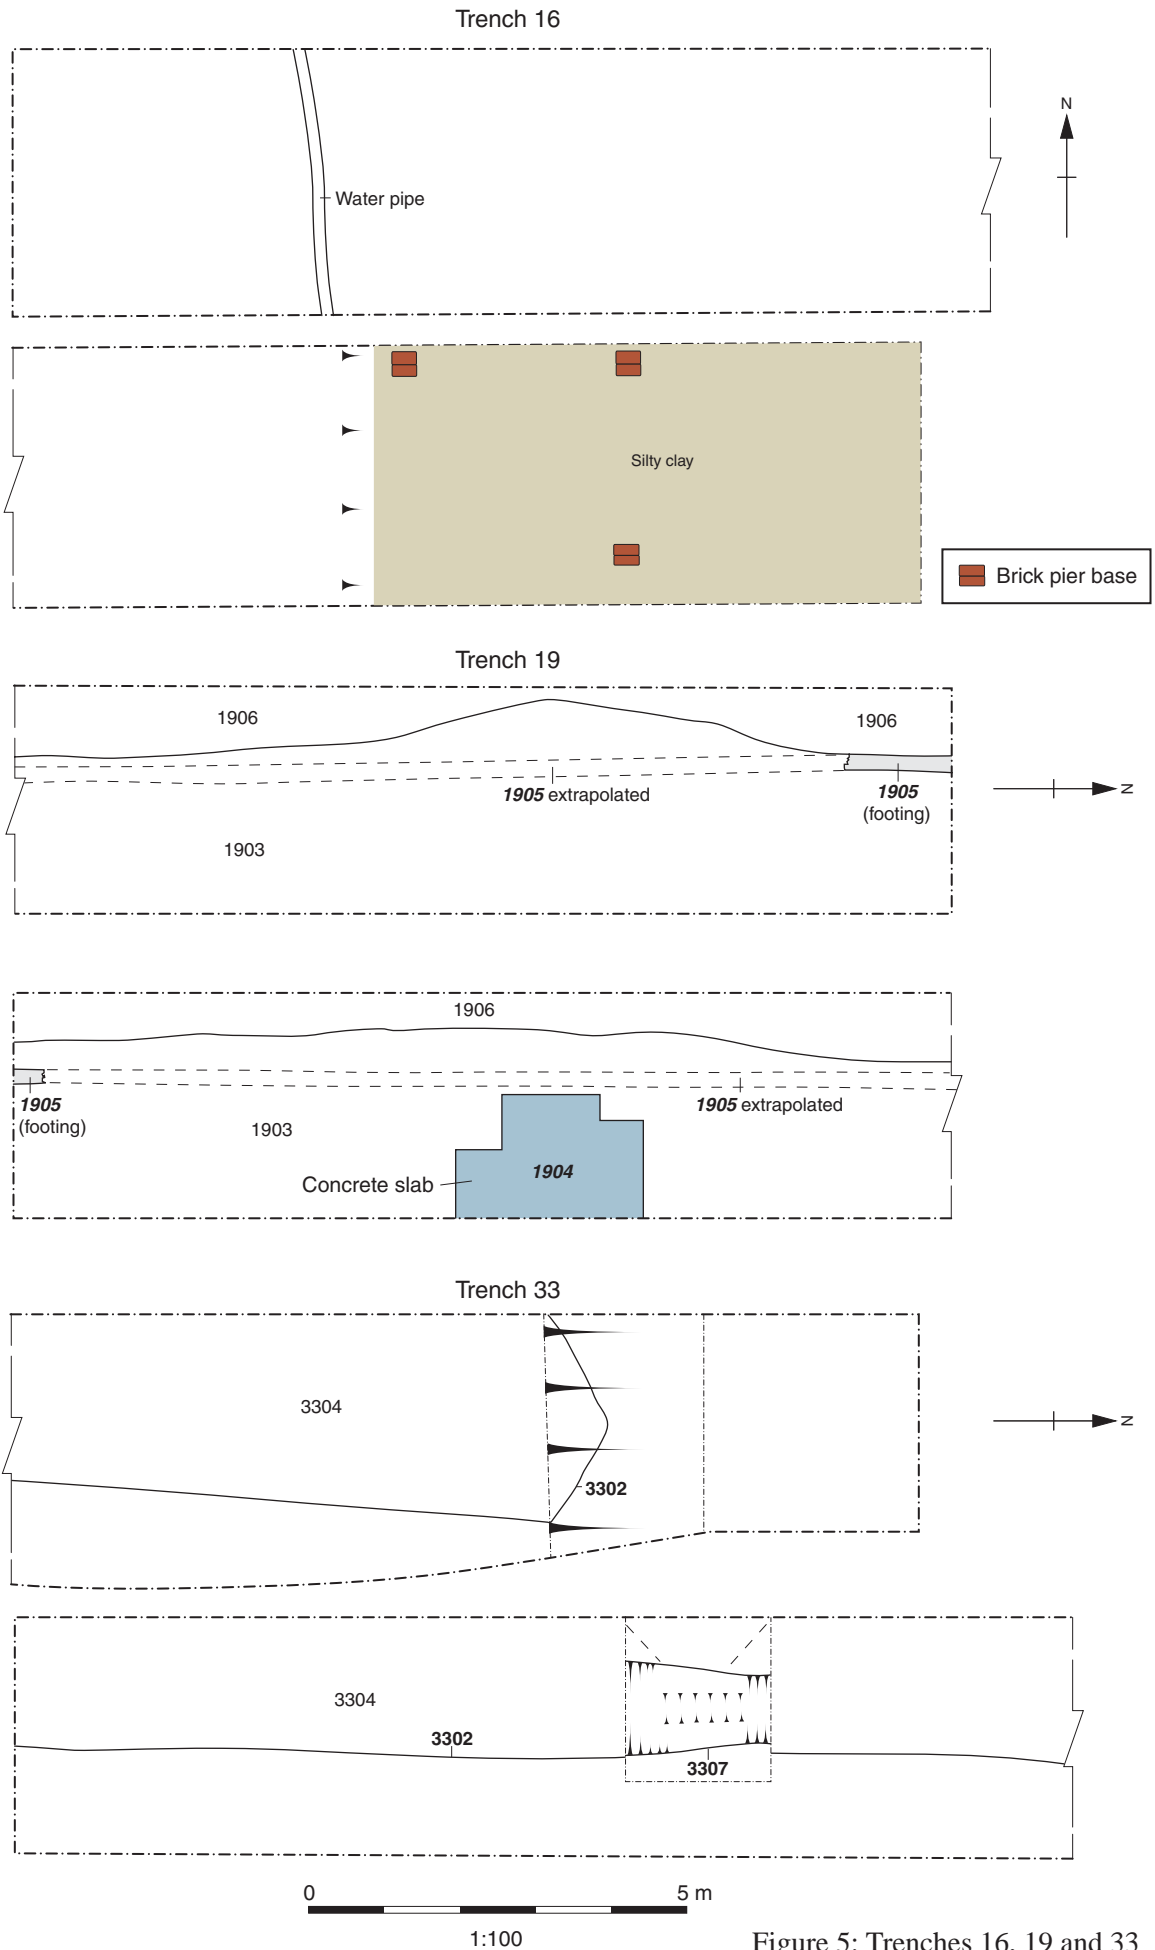 Trench 16
N
Water pipe
Silty clay
Brick pier base
Trench 19
1906
1906
1905 extrapolated
1905
(footing)
N
1903
1906
1905
(footing)
1903
1905 extrapolated
Concrete slab
1904
Trench 33
3304
N
3302
3304
3302
3307
0 5 m
1:100
Figure 5: Trenches 16, 19 and 33